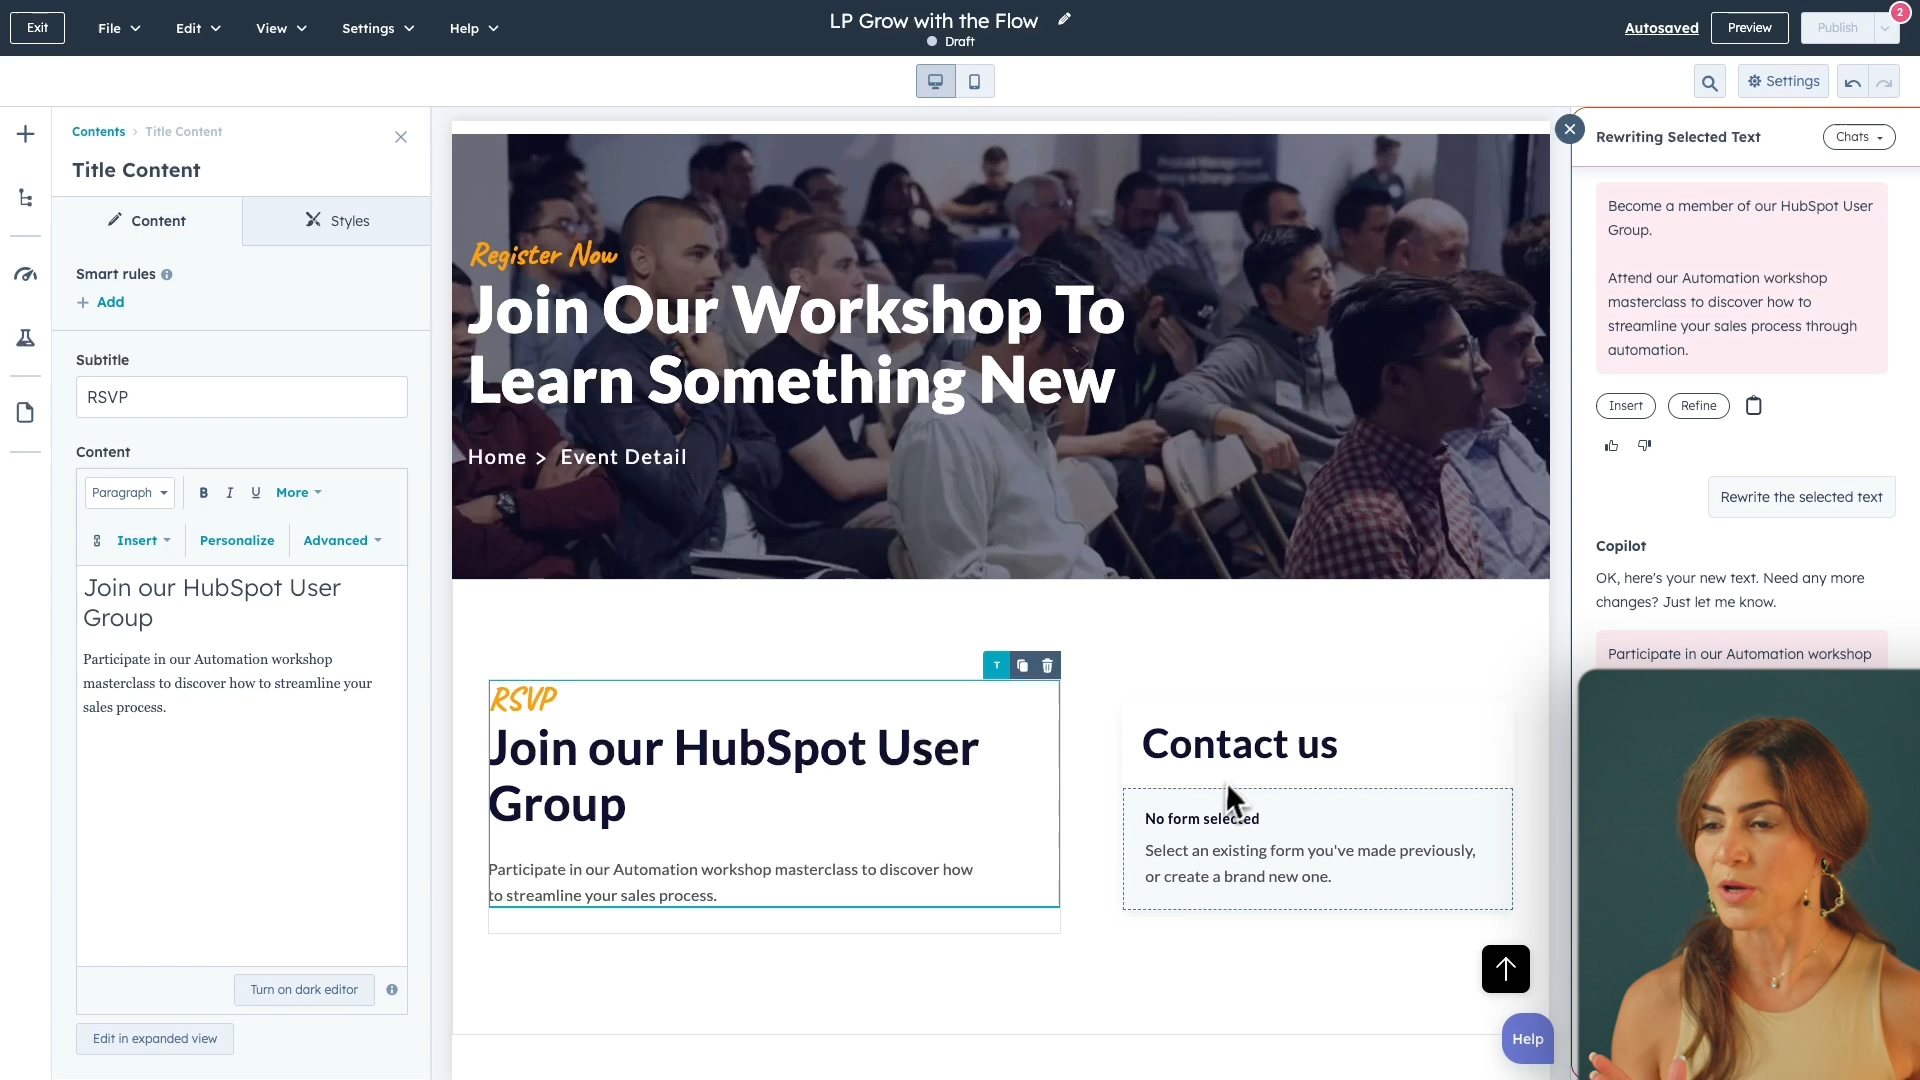 Exit
File
Edit
View
Settings
Help
LP Grow with the Flow
Draft
Autosaved
Preview
Publish
2
Settings
Contents > Title Content
Title Content
Content
Styles
Smart rules
+ Add
Subtitle
RSVP
Content
Paragraph
B I U More
Insert
Personalize
Advanced
Join our HubSpot User
Group
Participate in our Automation workshop
masterclass to discover how to streamline your
sales process.
Turn on dark editor
Edit in expanded view
Register Now
Join Our Workshop To
Learn Something New
Home > Event Detail
T
RSVP
Join our HubSpot User
Group
Participate in our Automation workshop masterclass to discover how
to streamline your sales process.
Contact us
No form selected
Select an existing form you've made previously,
or create a brand new one.
Help
Rewriting Selected Text
Chats
Become a member of our HubSpot User
Group.
Attend our Automation workshop
masterclass to discover how to
streamline your sales process through
automation.
Insert
Refine
Rewrite the selected text
Copilot
OK, here's your new text. Need any more
changes? Just let me know.
Participate in our Automation workshop